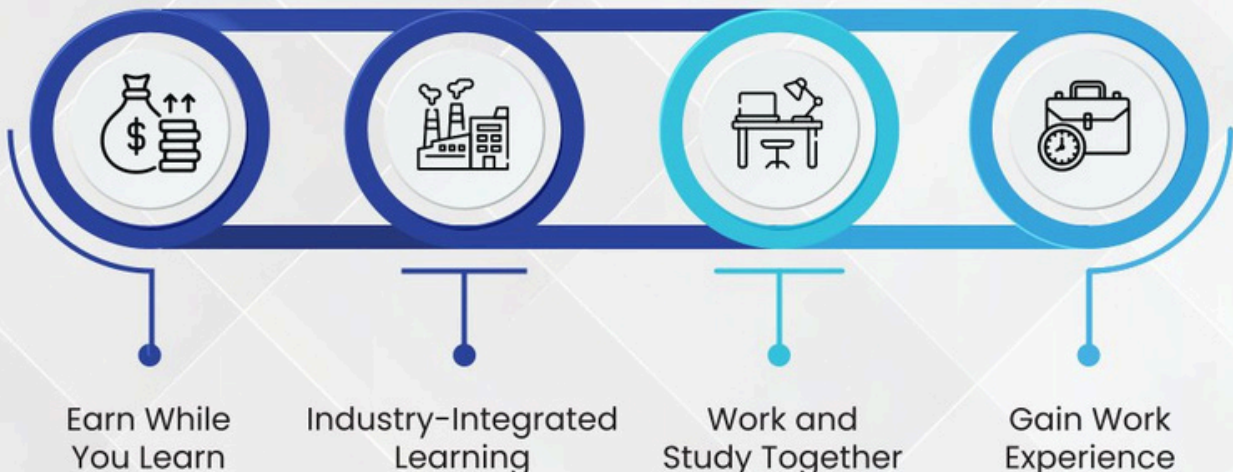 $
Earn While
You Learn
Industry-Integrated
Learning
Work and
Study Together
Gain Work
Experience